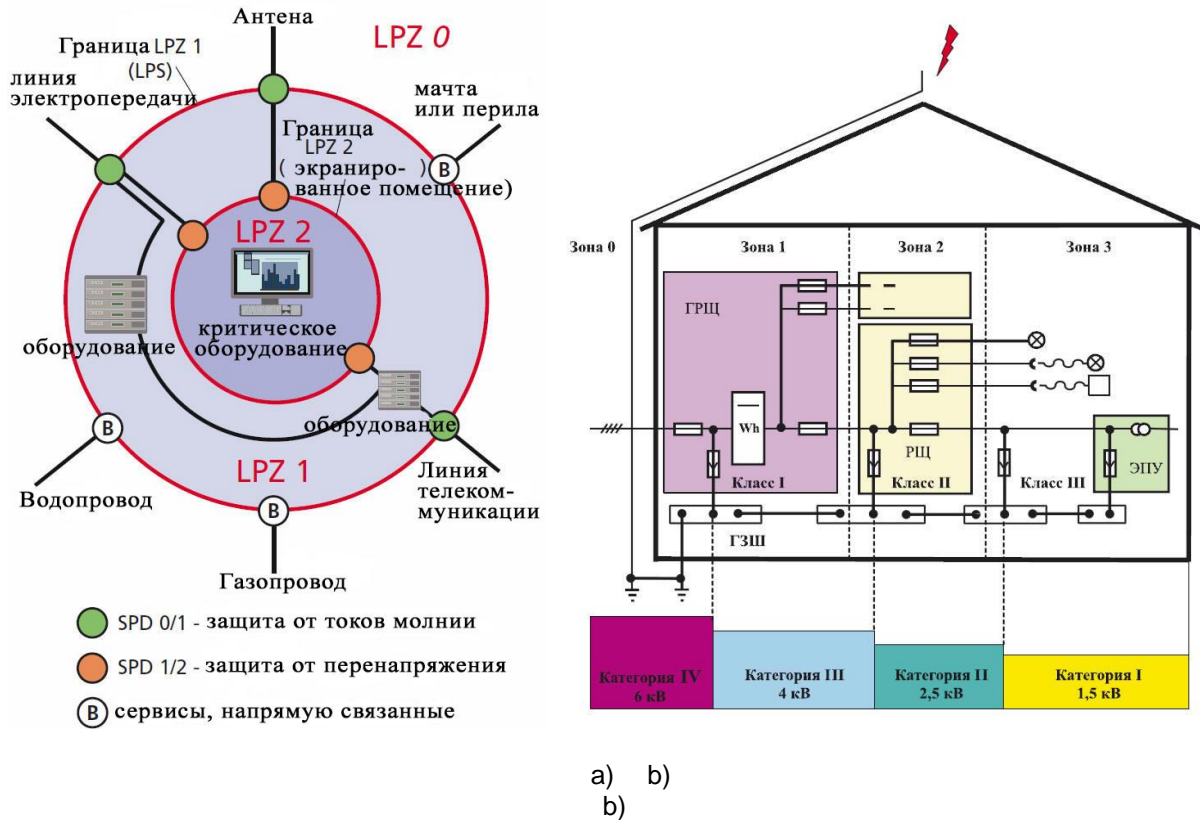 Антена
LPZ 0
Граница LPZ 1
(LPS)
линия
электропередачи
мачта
или перила
Граница
LPZ 2
( экраниро- )
ванное помещение)
B
LPZ 2
критическое
оборудование
оборудование
оборудование
B
LPZ 1
Линия
телеком-
муникации
Водопровод
B
Газопровод
SPD 0/1 - защита от токов молнии
SPD 1/2 - защита от перенапряжения
B сервисы, напрямую связанные
Зона 0
Зона 1
Зона 2
Зона 3
ГРЩ
Wh
РЩ
ЭПУ
Класс I
Класс II
Класс III
ГЗШ
Категория IV
6 кВ
Категория III
4 кВ
Категория II
2,5 кВ
Категория I
1,5 кВ
a) b)
b)